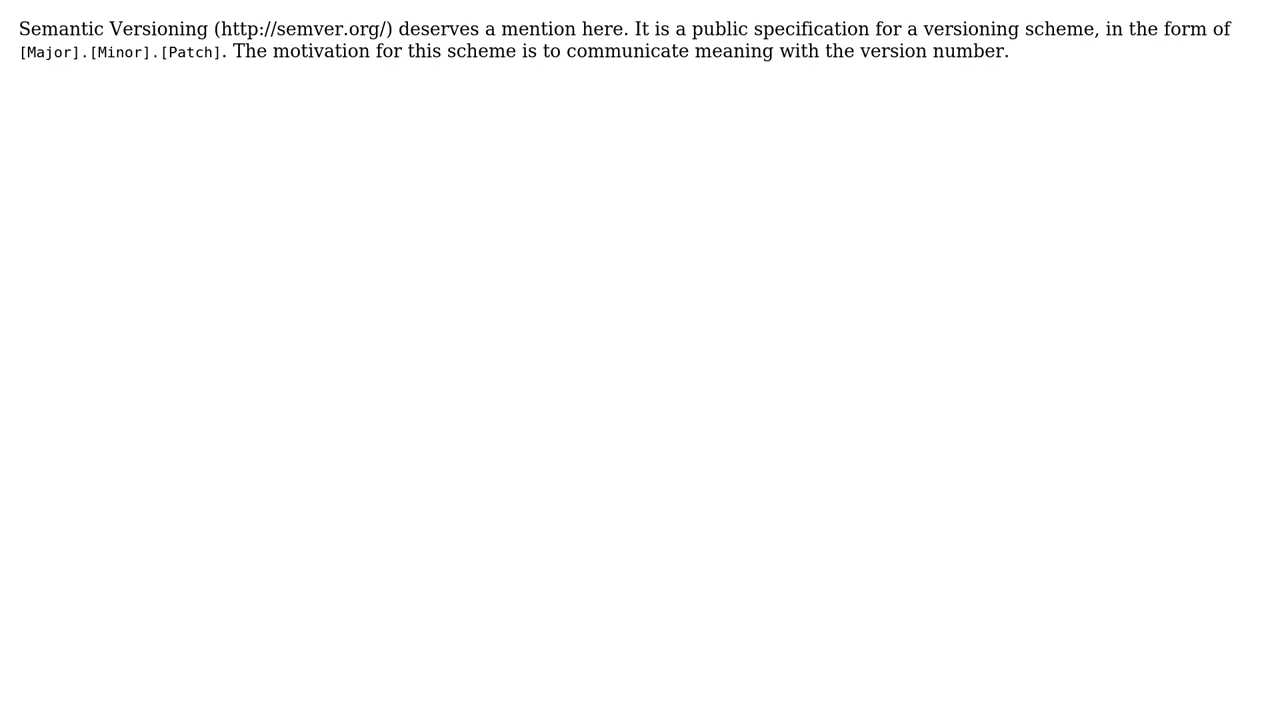 Semantic Versioning (http://semver.org/) deserves a mention here. It is a public specification for a versioning scheme, in the form of
[Major].[Minor].[Patch]. The motivation for this scheme is to communicate meaning with the version number.